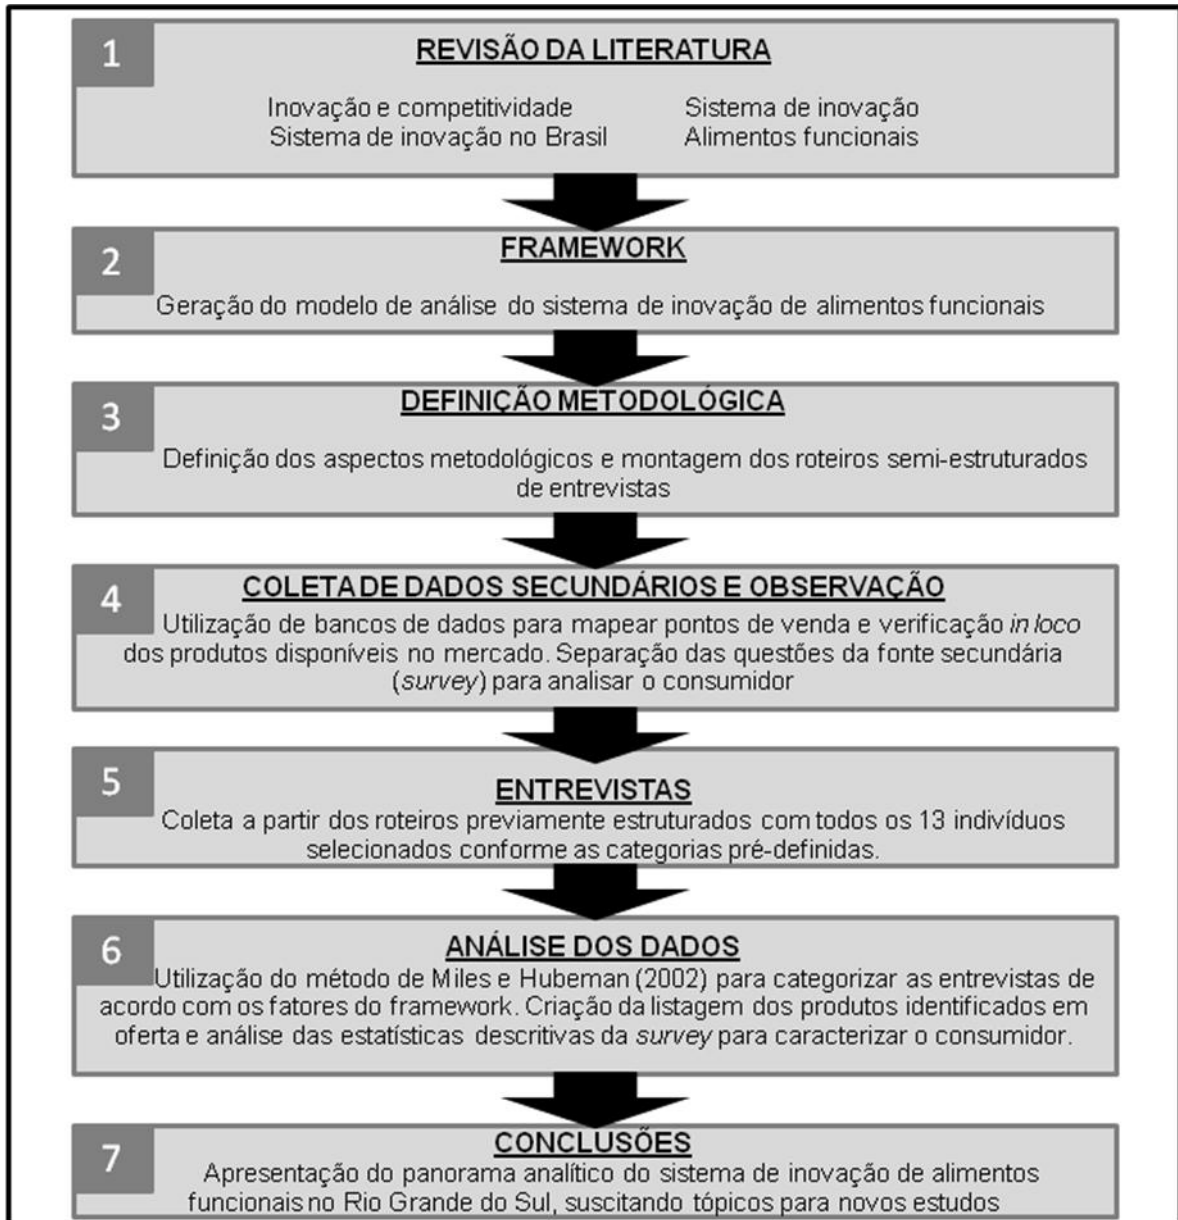 1
REVISÃO DA LITERATURA
Inovação e competitividade Sistema de inovação
Sistema de inovação no Brasil Alimentos funcionais
2
FRAMEWORK
Geração do modelo de análise do sistema de inovação de alimentos funcionais
3
DEFINIÇÃO METODOLÓGICA
Definição dos aspectos metodológicos e montagem dos roteiros semi-estruturados
de entrevistas
4
COLETA DE DADOS SECUNDÁRIOS E OBSERVAÇÃO
Utilização de bancos de dados para mapear pontos de venda e verificação in loco
dos produtos disponíveis no mercado. Separação das questões da fonte secundária
(survey) para analisar o consumidor
5
ENTREVISTAS
Coleta a partir dos roteiros previamente estruturados com todos os 13 indivíduos
selecionados conforme as categorias pré-definidas.
6
ANÁLISE DOS DADOS
Utilização do método de Miles e Hubeman (2002) para categorizar as entrevistas de
acordo com os fatores do framework. Criação da listagem dos produtos identificados em
oferta e análise das estatísticas descritivas da survey para caracterizar o consumidor.
7
CONCLUSÕES
Apresentação do panorama analítico do sistema de inovação de alimentos
funcionais no Rio Grande do Sul, suscitando tópicos para novos estudos